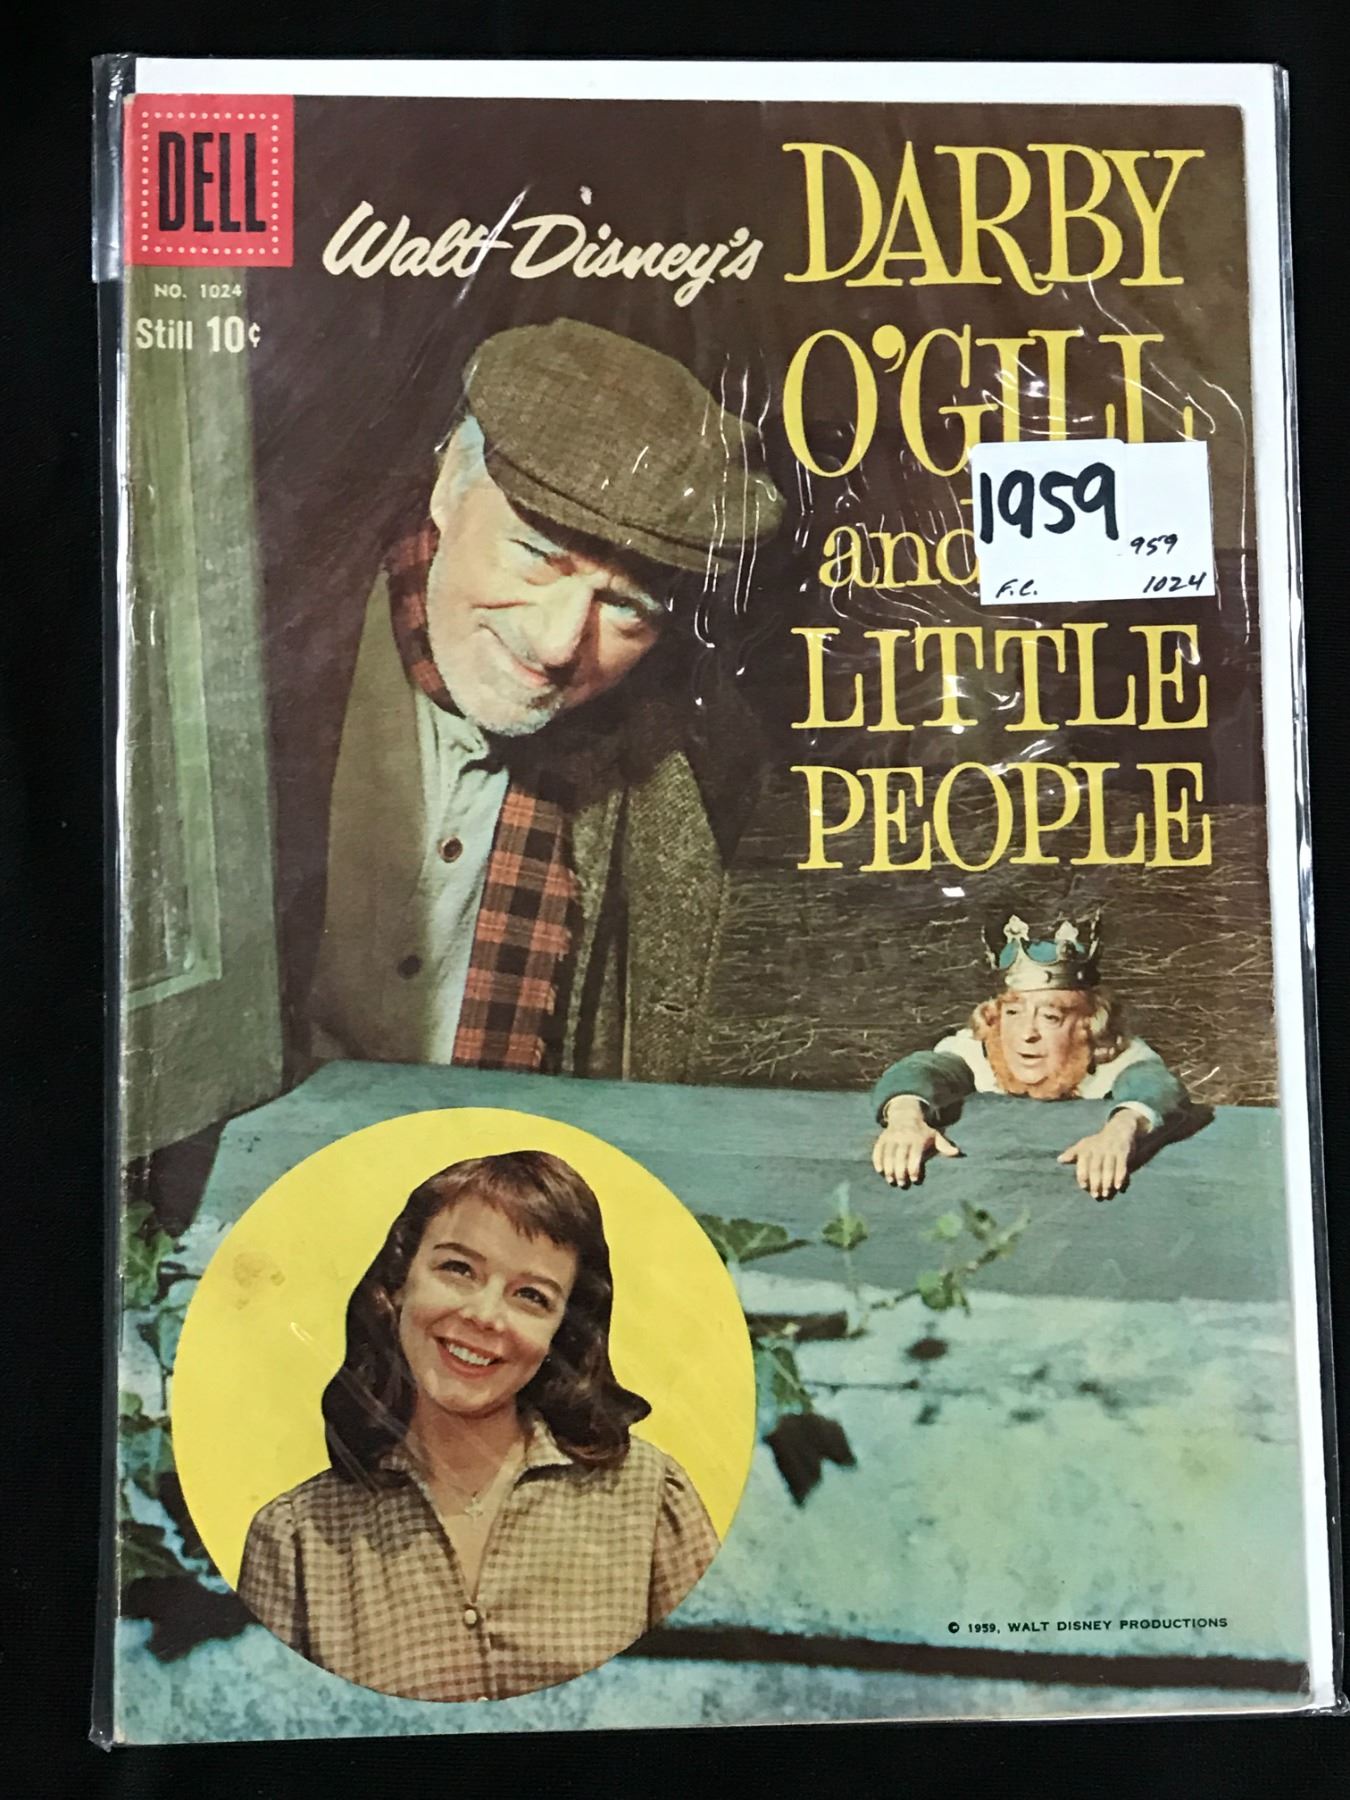 DELL
NO. 1024
Still 10¢
Walt Disney's
DARBY
O'GILL
and
LITTLE
PEOPLE
1959
959
F.C. 1024
© 1959, WALT DISNEY PRODUCTIONS